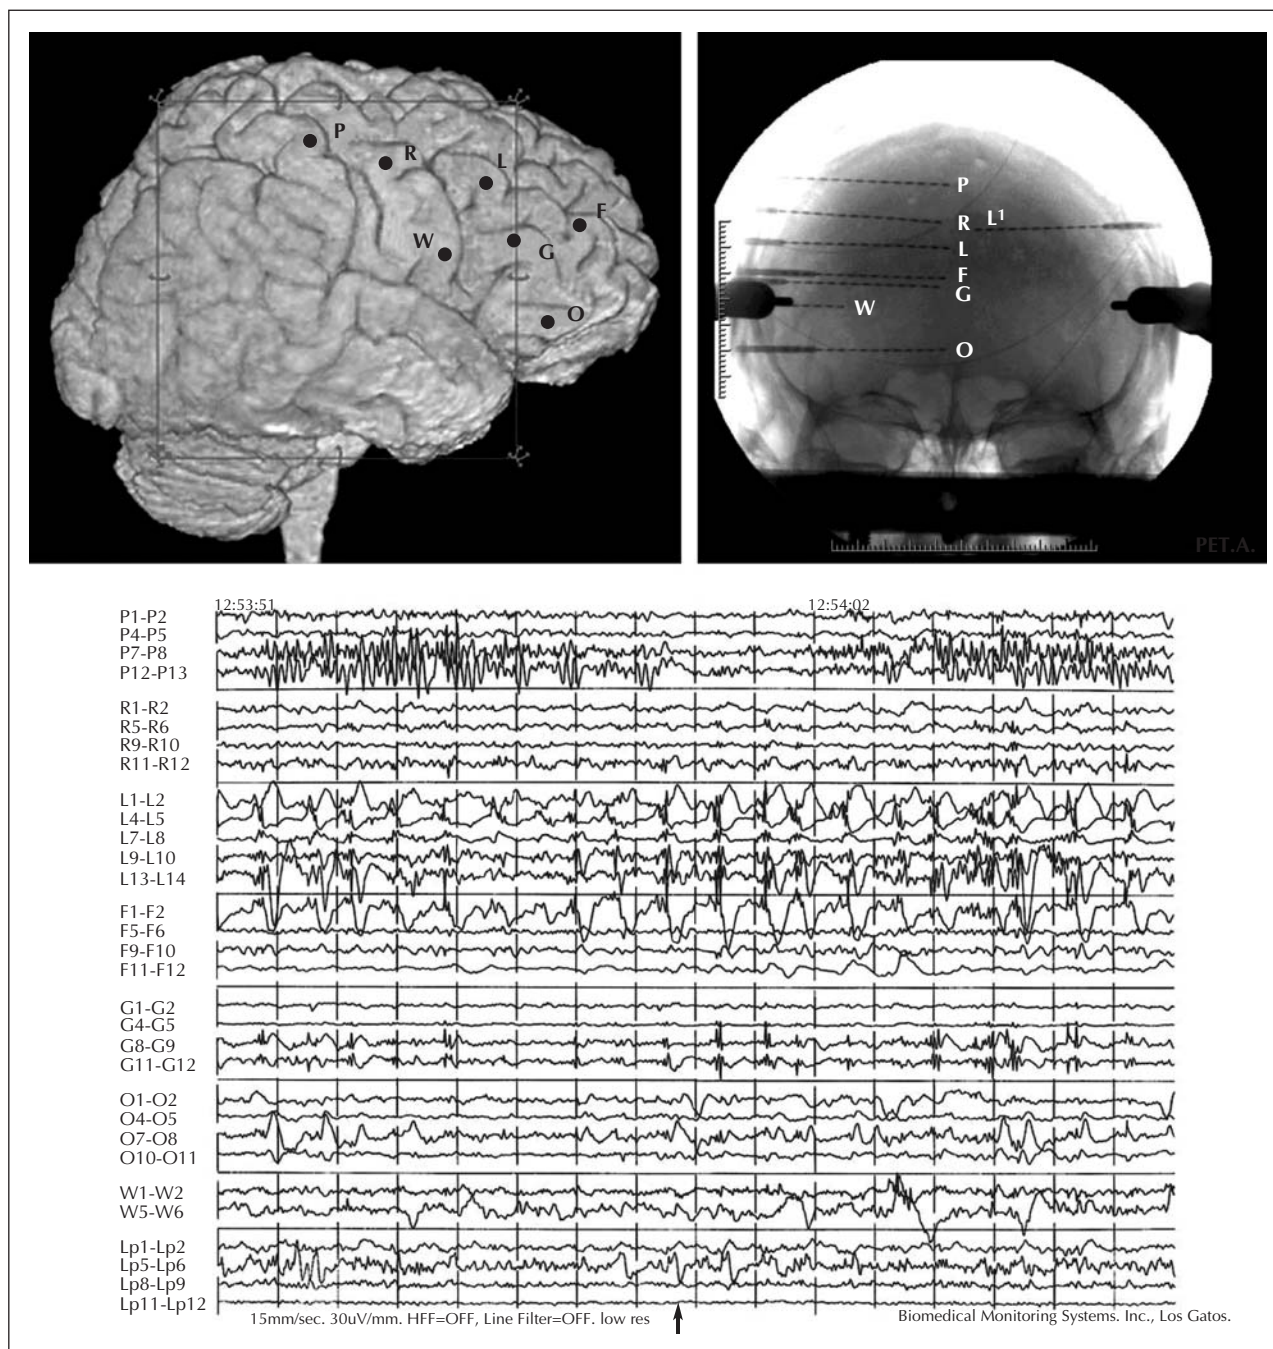 P
R
L
F
W
G
O
P
R L¹
L
F
G
W
O
PET.A.
12:53:51 12:54:02
P1-P2
P4-P5
P7-P8
P12-P13
R1-R2
R5-R6
R9-R10
R11-R12
L1-L2
L4-L5
L7-L8
L9-L10
L13-L14
F1-F2
F5-F6
F9-F10
F11-F12
G1-G2
G4-G5
G8-G9
G11-G12
O1-O2
O4-O5
O7-O8
O10-O11
W1-W2
W5-W6
Lp1-Lp2
Lp5-Lp6
Lp8-Lp9
Lp11-Lp12
15mm/sec. 30uV/mm. HFF=OFF, Line Filter=OFF. low res Biomedical Monitoring Systems. Inc., Los Gatos.